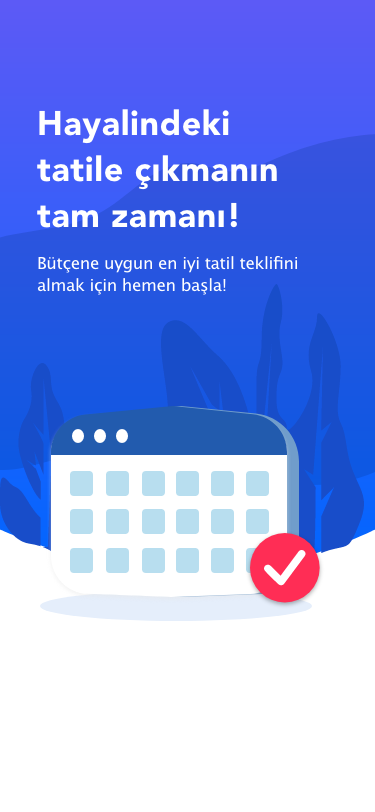 Hayalindeki
tatile çıkmanın
tam zamanı!
Bütçene uygun en iyi tatil teklifini
almak için hemen başla!